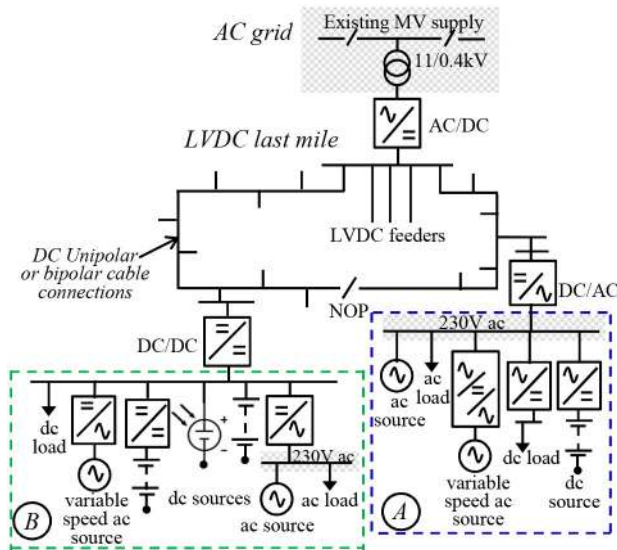 AC grid
Existing MV supply
11/0.4kV
AC/DC
LVDC last mile
LVDC feeders
DC Unipolar
or bipolar cable
connections
NOP
DC/DC
DC/AC
230V ac
ac
source
ac
load
variable
speed ac
source
dc load
dc
source
A
dc
load
variable
speed ac
source
dc sources
+
-
230V ac
ac source
ac load
B